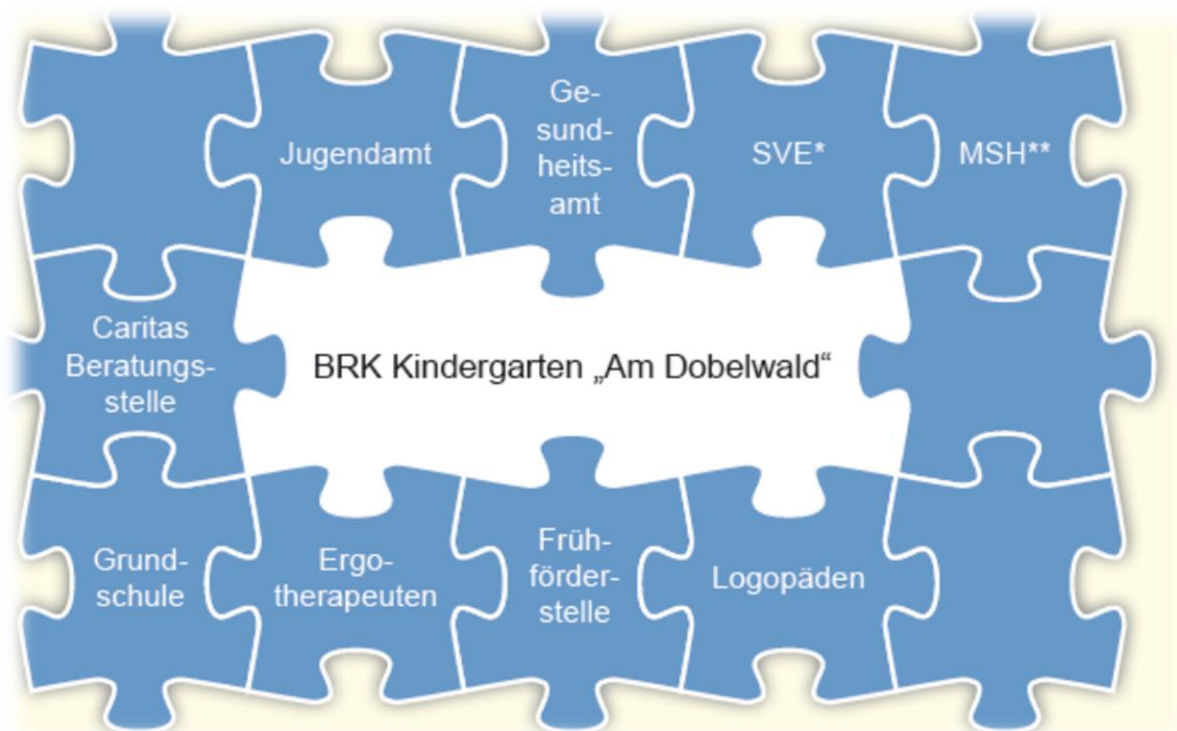 Jugendamt
Ge-
sund-
heits-
amt
SVE*
MSH**
Caritas
Beratungs-
stelle
BRK Kindergarten „Am Dobelwald“
Grund-
schule
Ergo-
therapeuten
Früh-
förder-
stelle
Logopäden